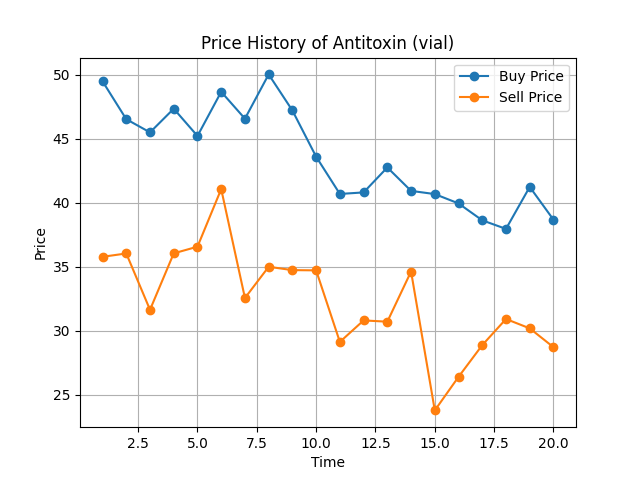 Price History of Antitoxin (vial)
Buy Price
Sell Price
50
45
40
35
30
25
Price
2.5 5.0 7.5 10.0 12.5 15.0 17.5 20.0
Time